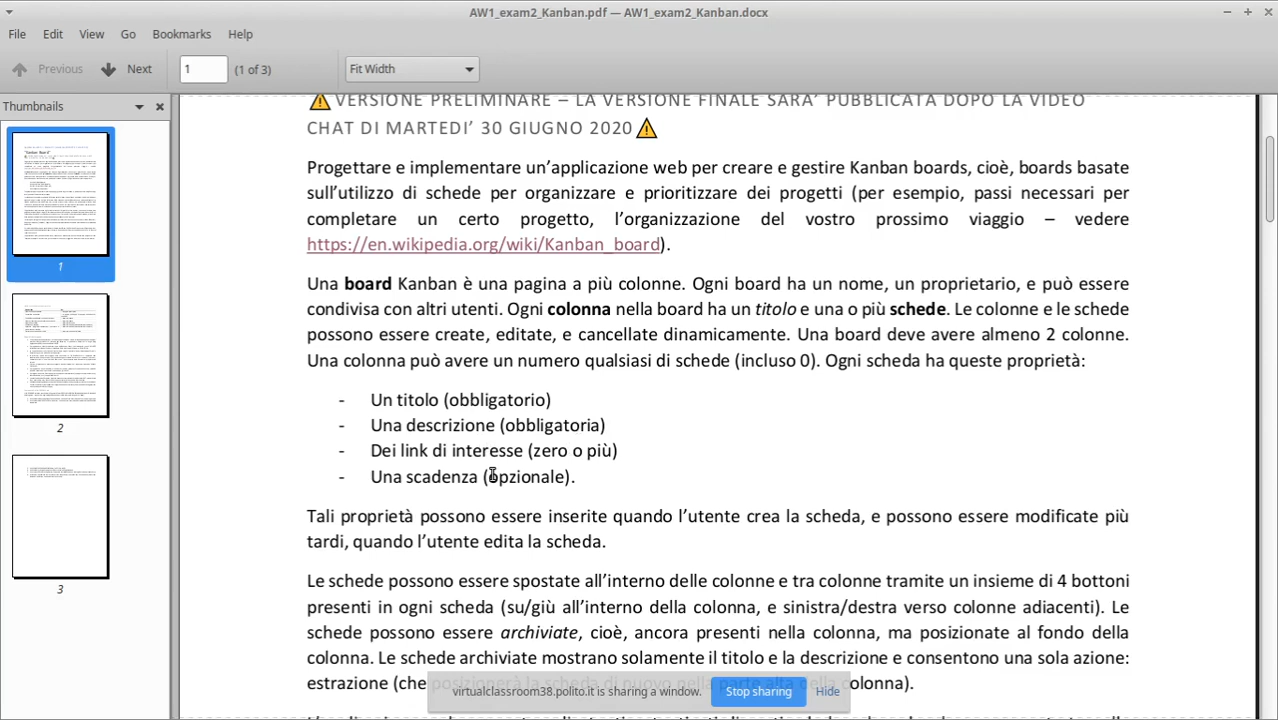 AW1_exam2_Kanban.pdf — AW1_exam2_Kanban.docx
File Edit View Go Bookmarks Help
Previous Next 1 (1 of 3) Fit Width
Thumbnails
1
2
3
VERSIONE PRELIMINARE – LA VERSIONE FINALE SARA' PUBBLICATA DOPO LA VIDEO
CHAT DI MARTEDI' 30 GIUGNO 2020
Progettare e implementare un'applicazione web per creare e gestire Kanban boards, cioè, boards basate
sull'utilizzo di schede per organizzare e prioritizzare dei progetti (per esempio, passi necessari per
completare un certo progetto, l'organizzazione del vostro prossimo viaggio – vedere
https://en.wikipedia.org/wiki/Kanban_board).
Una board Kanban è una pagina a più colonne. Ogni board ha un nome, un proprietario, e può essere
condivisa con altri utenti. Ogni colonna nella board ha un titolo e una o più schede. Le colonne e le schede
possono essere create, editate, e cancellate dinamicamente. Una board deve avere almeno 2 colonne.
Una colonna può avere un numero qualsiasi di schede (incluso 0). Ogni scheda ha queste proprietà:
- Un titolo (obbligatorio)
- Una descrizione (obbligatoria)
- Dei link di interesse (zero o più)
- Una scadenza (opzionale).
Tali proprietà possono essere inserite quando l'utente crea la scheda, e possono essere modificate più
tardi, quando l'utente edita la scheda.
Le schede possono essere spostate all'interno delle colonne e tra colonne tramite un insieme di 4 bottoni
presenti in ogni scheda (su/giù all'interno della colonna, e sinistra/destra verso colonne adiacenti). Le
schede possono essere archiviate, cioè, ancora presenti nella colonna, ma posizionate al fondo della
colonna. Le schede archiviate mostrano solamente il titolo e la descrizione e consentono una sola azione:
estrazione (che posizionerà la scheda di nuovo nella parte alta della colonna).
virtualclassroom38.polito.it is sharing a window. Stop sharing Hide